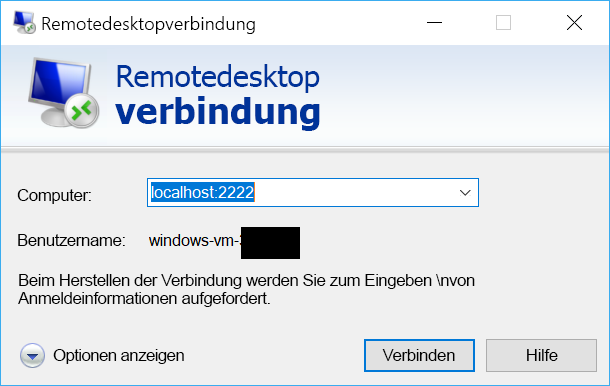 Remotedesktopverbindung
Remotedesktop
verbindung
Computer:
localhost:2222
Benutzername:
windows-vm-
Beim Herstellen der Verbindung werden Sie zum Eingeben \nvon
Anmeldeinformationen aufgefordert.
Optionen anzeigen
Verbinden
Hilfe